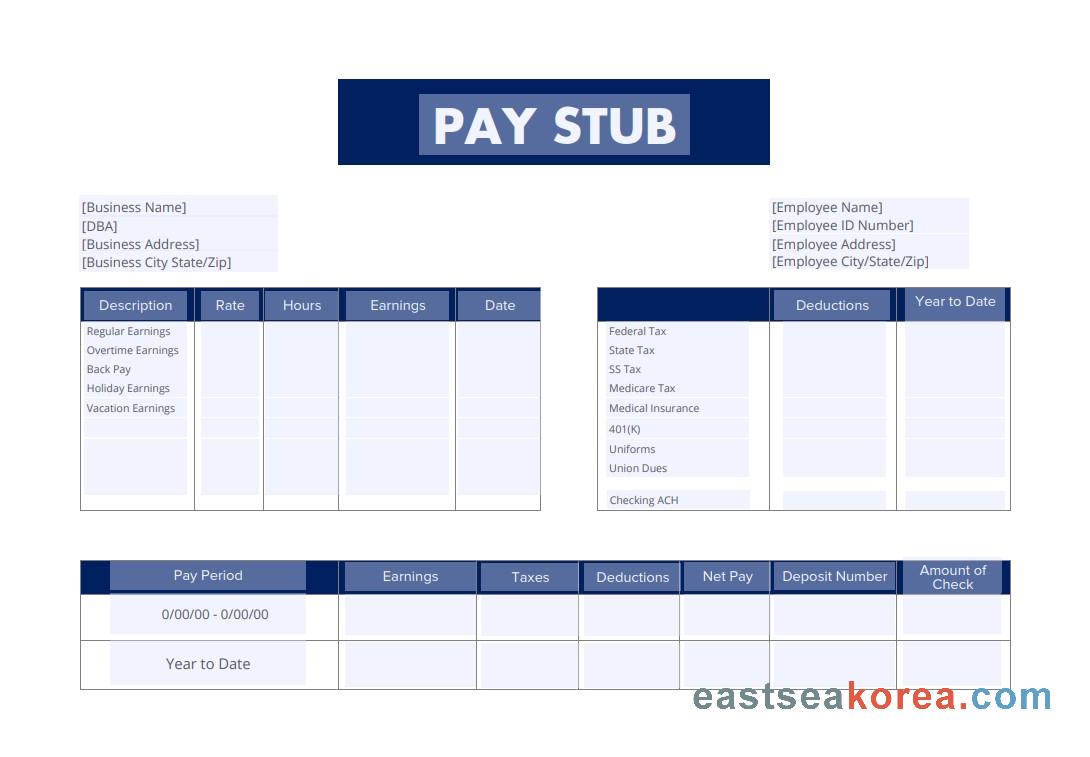 PAY STUB
[Business Name]
[DBA]
[Business Address]
[Business City State/Zip]
[Employee Name]
[Employee ID Number]
[Employee Address]
[Employee City/State/Zip]
Description Rate Hours Earnings Date
Regular Earnings
Overtime Earnings
Back Pay
Holiday Earnings
Vacation Earnings
Deductions Year to Date
Federal Tax
State Tax
SS Tax
Medicare Tax
Medical Insurance
401(K)
Uniforms
Union Dues
Checking ACH
Pay Period Earnings Taxes Deductions Net Pay Deposit Number Amount of
Check
0/00/00 - 0/00/00
Year to Date
eastseakorea.com